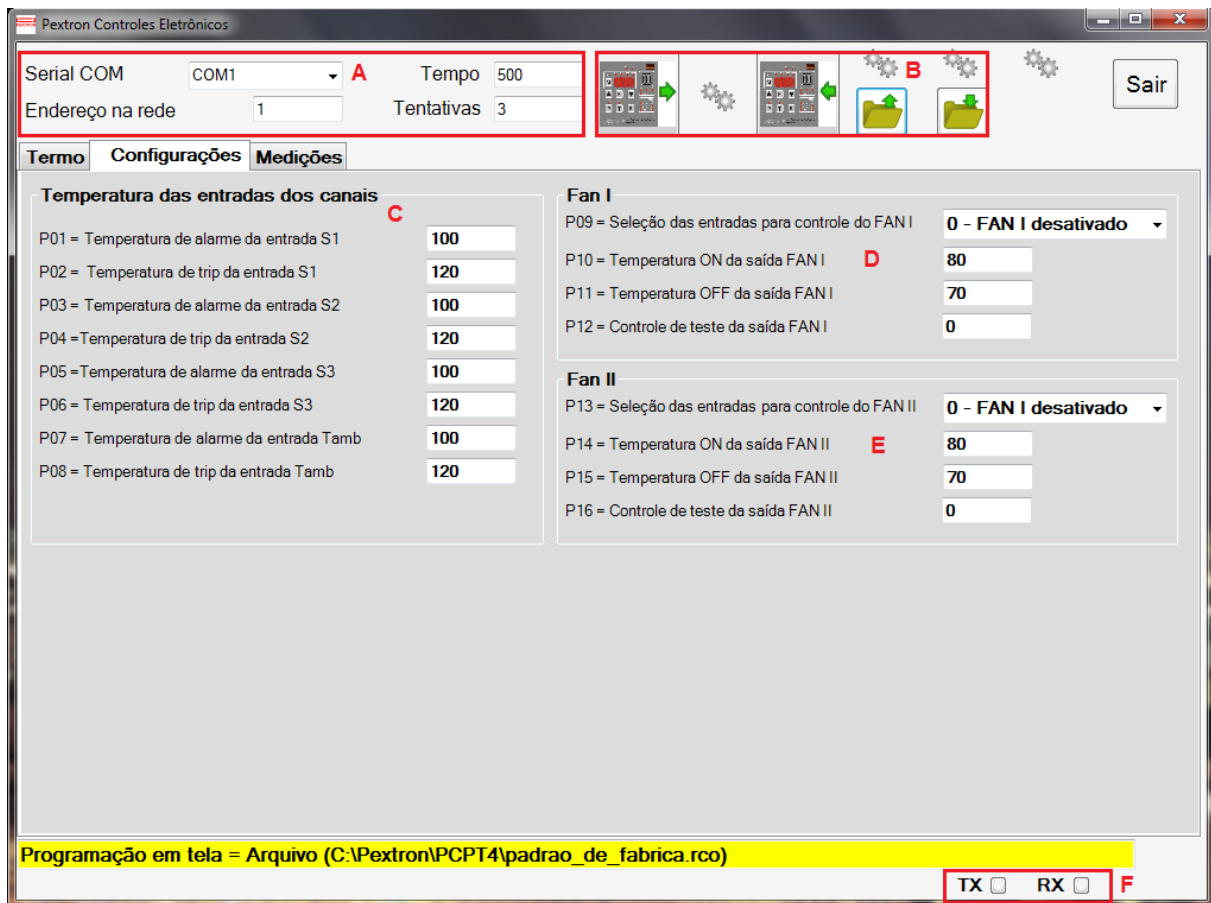 Pextron Controles Eletrônicos
Serial COM COM1 A Tempo 500
Endereço na rede 1 Tentativas 3
B
Sair
Termo Configurações Medições
Temperatura das entradas dos canais
C
P01 = Temperatura de alarme da entrada S1 100
P02 = Temperatura de trip da entrada S1 120
P03 = Temperatura de alarme da entrada S2 100
P04 =Temperatura de trip da entrada S2 120
P05 =Temperatura de alarme da entrada S3 100
P06 = Temperatura de trip da entrada S3 120
P07 = Temperatura de alarme da entrada Tamb 100
P08 = Temperatura de trip da entrada Tamb 120
Fan I
P09 = Seleção das entradas para controle do FAN I 0 - FAN I desativado
P10 = Temperatura ON da saída FAN I D 80
P11 = Temperatura OFF da saída FAN I 70
P12 = Controle de teste da saída FAN I 0
Fan II
P13 = Seleção das entradas para controle do FAN II 0 - FAN I desativado
P14 = Temperatura ON da saída FAN II E 80
P15 = Temperatura OFF da saída FAN II 70
P16 = Controle de teste da saída FAN II 0
Programação em tela = Arquivo (C:\Pextron\PCPT4\padrao_de_fabrica.rco)
TX RX F